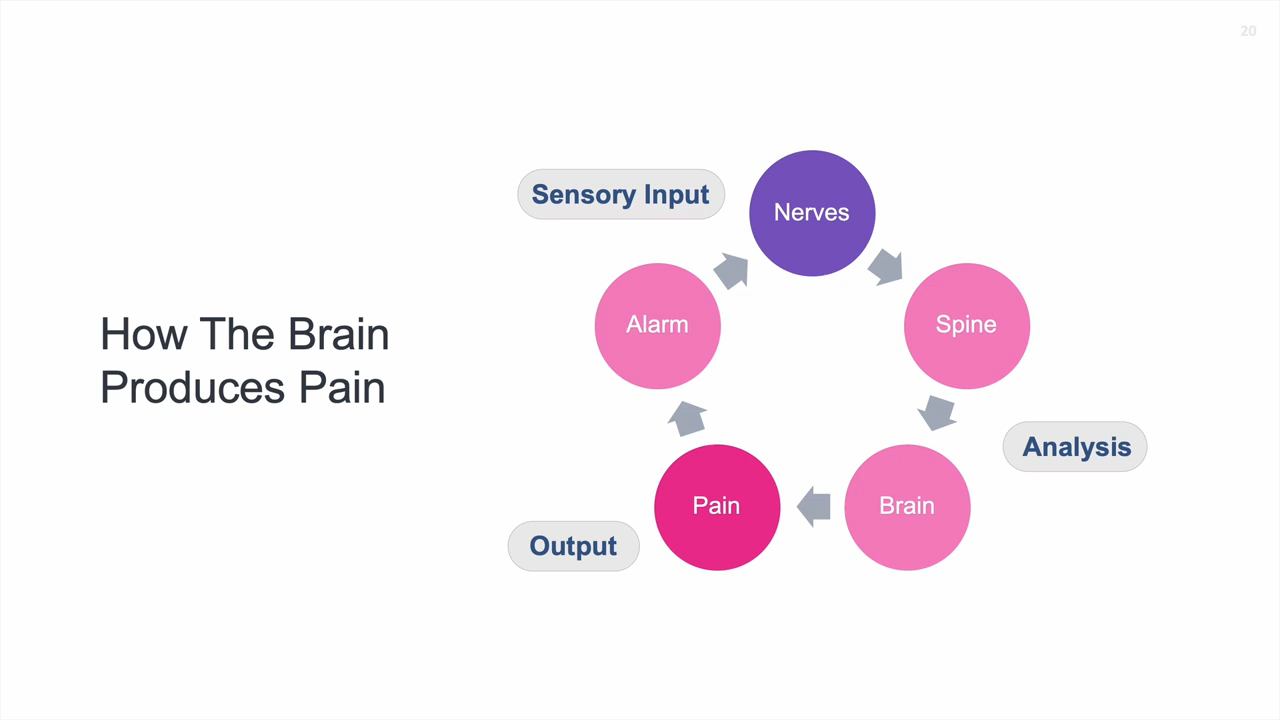 20
How The Brain
Produces Pain
Sensory Input
Nerves
Alarm
Spine
Analysis
Pain
Brain
Output